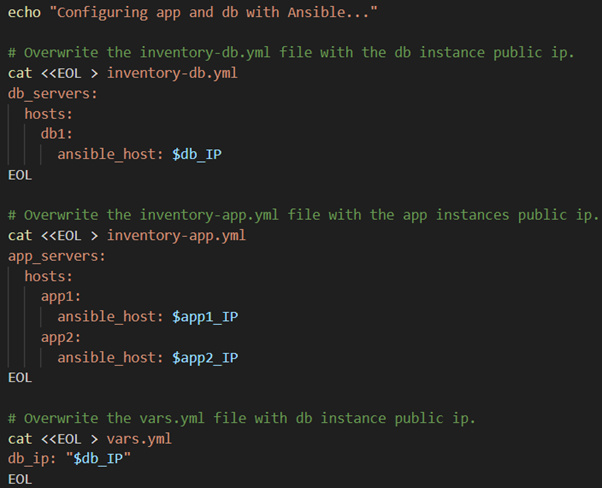 echo "Configuring app and db with Ansible..."
# Overwrite the inventory-db.yml file with the db instance public ip.
cat <<EOL > inventory-db.yml
db_servers:
  hosts:
    db1:
      ansible_host: $db_IP
EOL
# Overwrite the inventory-app.yml file with the app instances public ip.
cat <<EOL > inventory-app.yml
app_servers:
  hosts:
    app1:
      ansible_host: $app1_IP
    app2:
      ansible_host: $app2_IP
EOL
# Overwrite the vars.yml file with db instance public ip.
cat <<EOL > vars.yml
db_ip: "$db_IP"
EOL